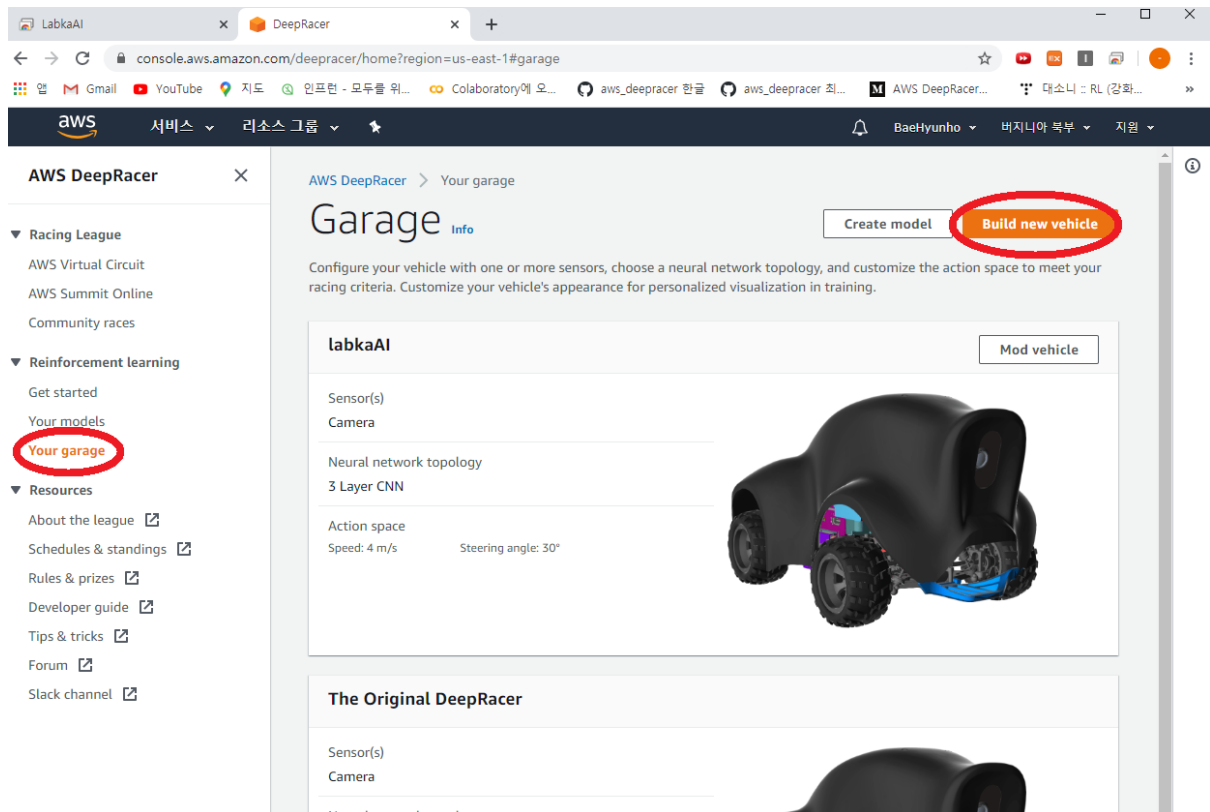 LabkaAI
DeepRacer
console.aws.amazon.com/deepracer/home?region=us-east-1#garage
앱 Gmail YouTube 지도 인프런 - 모두를 위... Colaboratory에 오... aws_deepracer 한글 aws_deepracer 최... AWS DeepRacer... 대소니 :: RL (강화... »
aws 서비스 리소스 그룹 BaeHyunho 버지니아 북부 지원
AWS DeepRacer
Racing League
AWS Virtual Circuit
AWS Summit Online
Community races
Reinforcement learning
Get started
Your models
Your garage
Resources
About the league
Schedules & standings
Rules & prizes
Developer guide
Tips & tricks
Forum
Slack channel
AWS DeepRacer > Your garage
Garage Info
Create model
Build new vehicle
Configure your vehicle with one or more sensors, choose a neural network topology, and customize the action space to meet your
racing criteria. Customize your vehicle's appearance for personalized visualization in training.
labkaAI
Mod vehicle
Sensor(s)
Camera
Neural network topology
3 Layer CNN
Action space
Speed: 4 m/s Steering angle: 30°
The Original DeepRacer
Sensor(s)
Camera